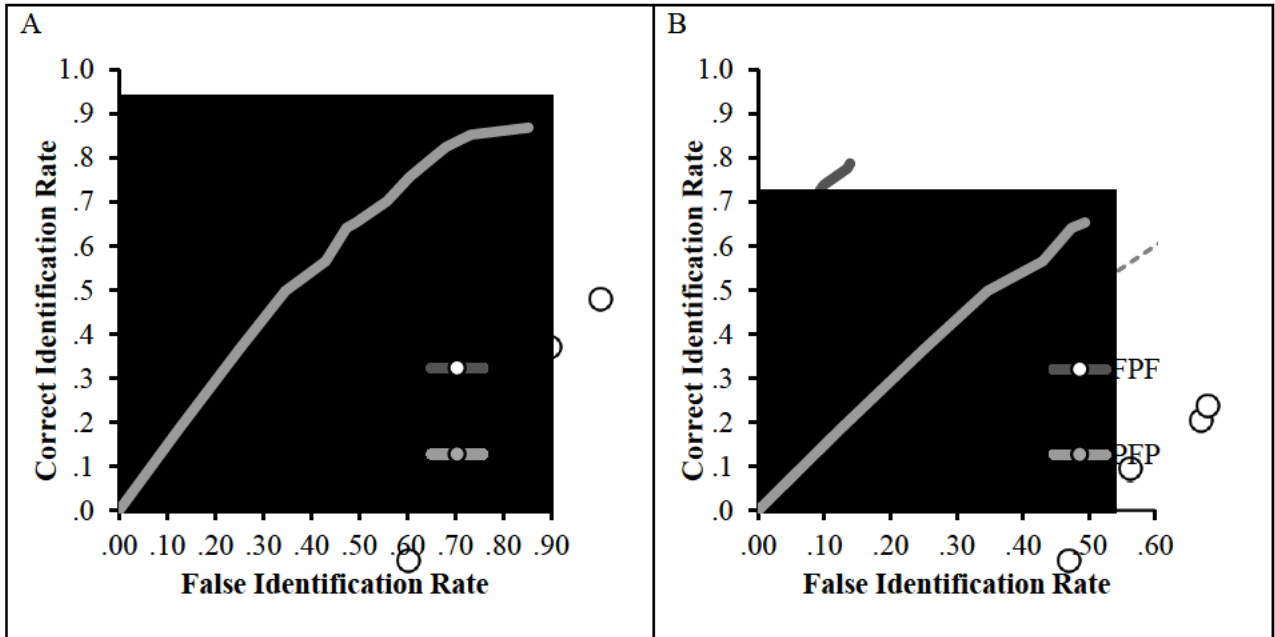 A
1.0
.9
.8
.7
.6
.5
.4
.3
.2
.1
.0
Correct Identification Rate
.00 .10 .20 .30 .40 .50 .60 .70 .80 .90
False Identification Rate
B
1.0
.9
.8
.7
.6
.5
.4
.3
.2
.1
.0
Correct Identification Rate
FPF
PFP
.00 .10 .20 .30 .40 .50 .60
False Identification Rate